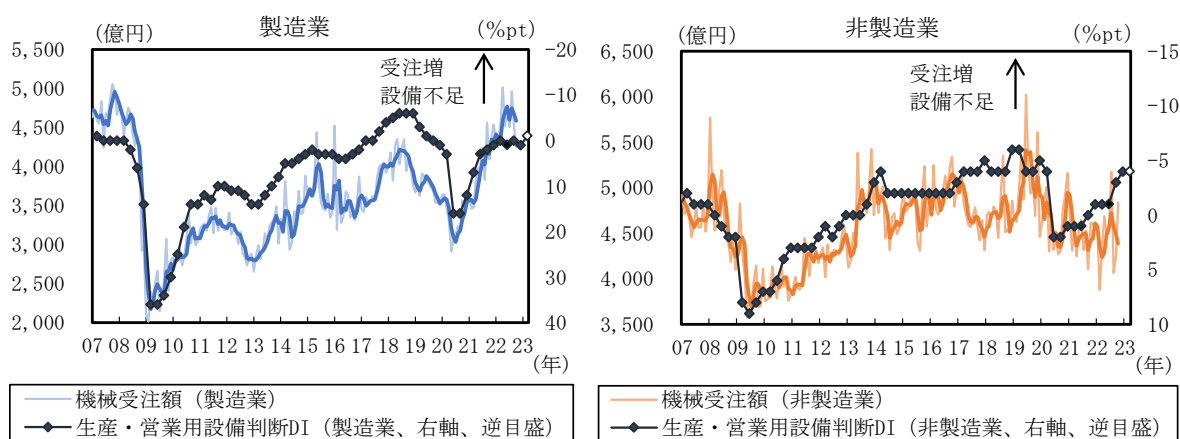 製造業
(億円)
(%pt)
5,500
5,000
4,500
4,000
3,500
3,000
2,500
2,000
-20
-10
0
10
20
30
40
受注増
設備不足
07 08 09 10 11 12 13 14 15 16 17 18 19 20 21 22 23
(年)
機械受注額（製造業）
生産・営業用設備判断DI（製造業、右軸、逆目盛）
非製造業
(億円)
(%pt)
6,500
6,000
5,500
5,000
4,500
4,000
3,500
-15
-10
-5
0
5
10
受注増
設備不足
07 08 09 10 11 12 13 14 15 16 17 18 19 20 21 22 23
(年)
機械受注額（非製造業）
生産・営業用設備判断DI（非製造業、右軸、逆目盛）